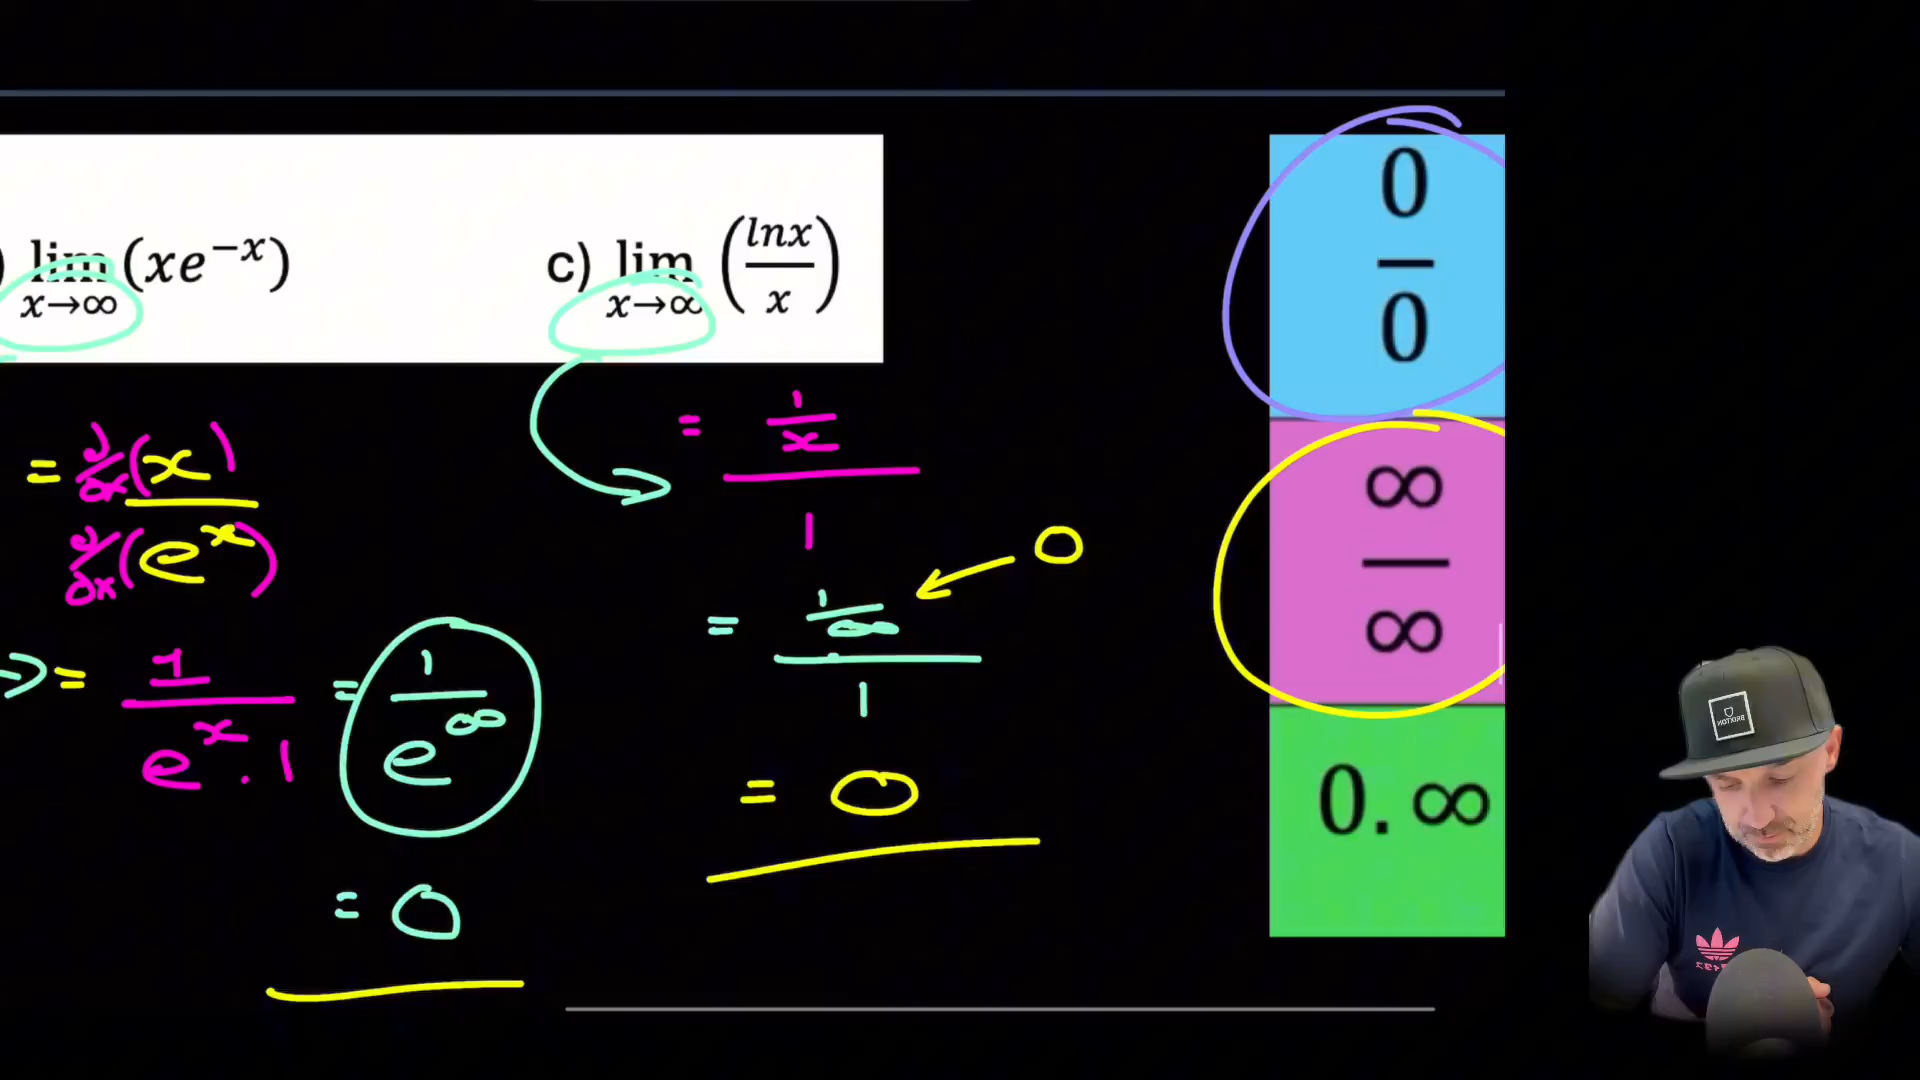 ) lim (xe^{-x})
x→∞
c) lim (lnx/x)
x→∞
= d/dx(x)
d/dx(e^x)
= 1
e^x . 1
= 1
e^∞
= 0
= 1/x
1
= 1/∞ ← 0
1
= 0
0
0
∞
∞
0. ∞
BRIXTON